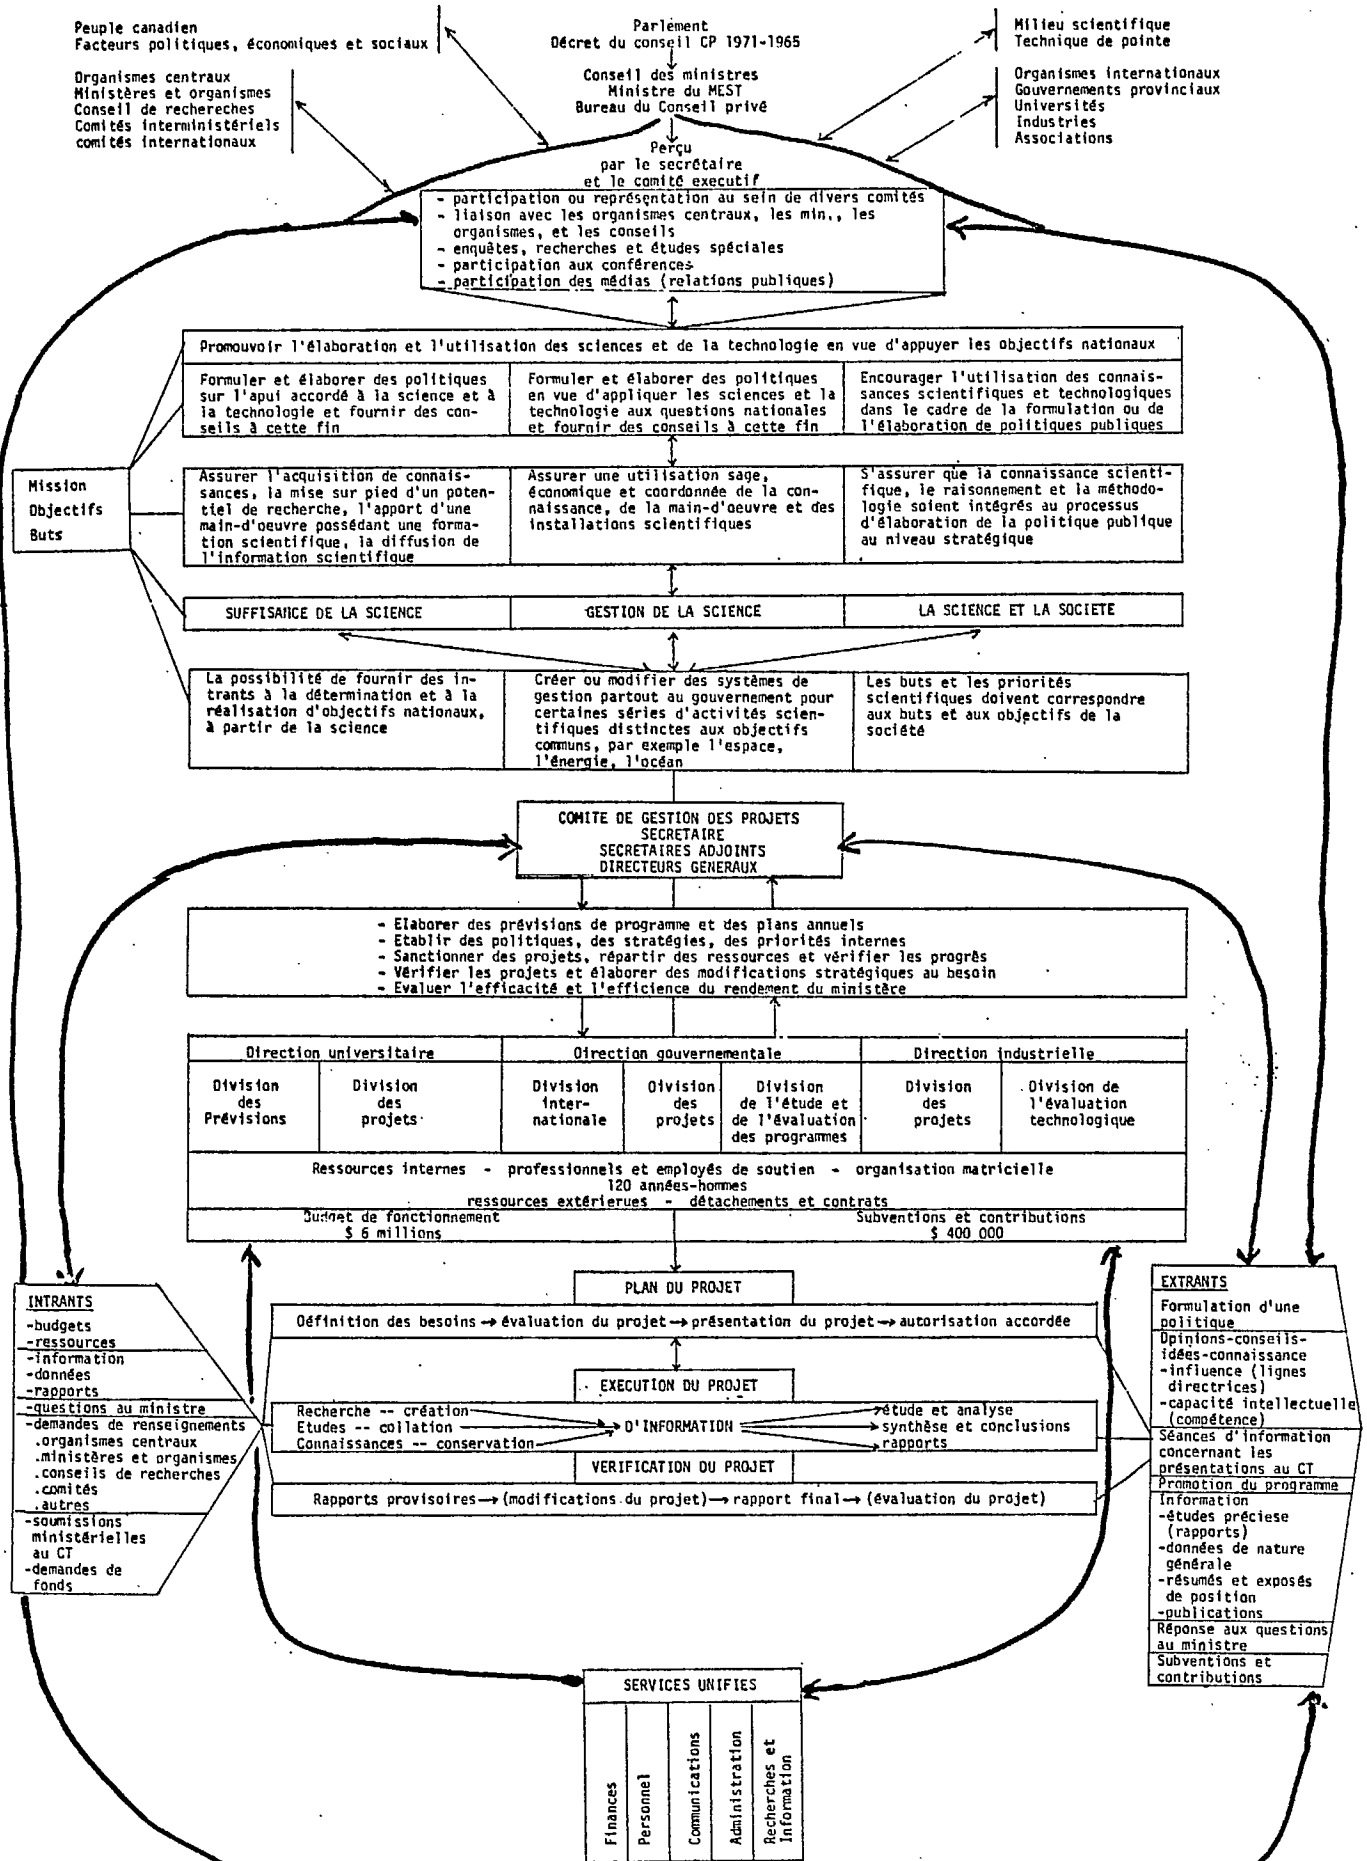 Peuple canadien
Facteurs politiques, économiques et sociaux
Organismes centraux
Ministères et organismes
Conseil de rechereches
Comités interministériels
comités internationaux
Parlement
Décret du conseil CP 1971-1965
Conseil des ministres
Ministre du MEST
Bureau du Conseil privé
Milieu scientifique
Technique de pointe
Organismes internationaux
Gouvernements provinciaux
Universités
Industries
Associations
Perçu
par le secrétaire
et le comité executif
- participation ou représentation au sein de divers comités
- liaison avec les organismes centraux, les min., les
organismes, et les conseils
- enquêtes, recherches et études spéciales
- participation aux conférences
- participation des médias (relations publiques)
Promouvoir l'élaboration et l'utilisation des sciences et de la technologie en vue d'appuyer les objectifs nationaux
Formuler et élaborer des politiques
sur l'apui accordé à la science et à
la technologie et fournir des con-
seils à cette fin
Formuler et élaborer des politiques
en vue d'appliquer les sciences et la
technologie aux questions nationales
et fournir des conseils à cette fin
Encourager l'utilisation des connais-
sances scientifiques et technologiques
dans le cadre de la formulation ou de
l'élaboration de politiques publiques
Mission
Objectifs
Buts
Assurer l'acquisition de connais-
sances, la mise sur pied d'un poten-
tiel de recherche, l'apport d'une
main-d'oeuvre possédant une forma-
tion scientifique, la diffusion de
l'information scientifique
Assurer une utilisation sage,
économique et coordonnée de la con-
naissance, de la main-d'oeuvre et des
installations scientifiques
S'assurer que la connaissance scienti-
fique, le raisonnement et la méthodo-
logie soient intégrés au processus
d'élaboration de la politique publique
au niveau stratégique
SUFFISANCE DE LA SCIENCE
GESTION DE LA SCIENCE
LA SCIENCE ET LA SOCIETE
La possibilité de fournir des in-
trants à la détermination et à la
réalisation d'objectifs nationaux,
à partir de la science
Créer ou modifier des systèmes de
gestion partout au gouvernement pour
certaines séries d'activités scien-
tifiques distinctes aux objectifs
communs, par exemple l'espace,
l'énergie, l'océan
Les buts et les priorités
scientifiques doivent correspondre
aux buts et aux objectifs de la
société
COMITE DE GESTION DES PROJETS
SECRETAIRE
SECRETAIRES ADJOINTS
DIRECTEURS GENERAUX
- Elaborer des prévisions de programme et des plans annuels
- Etablir des politiques, des stratégies, des priorités internes
- Sanctionner des projets, répartir des ressources et vérifier les progrès
- Vérifier les projets et élaborer des modifications stratégiques au besoin
- Evaluer l'efficacité et l'efficience du rendement du ministère
Direction universitaire
Direction gouvernementale
Direction industrielle
Division
des
Prévisions
Division
des
projets
Division
inter-
nationale
Division
des
projets
Division
de l'étude et
de l'évaluation
des programmes
Division
des
projets
Division de
l'évaluation
technologique
Ressources internes - professionnels et employés de soutien - organisation matricielle
120 années-hommes
ressources extérierues - détachements et contrats
Budget de fonctionnement
$ 6 millions
Subventions et contributions
$ 400 000
INTRANTS
-budgets
-ressources
-information
-données
-rapports
-questions au ministre
-demandes de renseignements
.organismes centraux
.ministères et organismes
.conseils de recherches
.comités
.autres
-soumissions
ministérielles
au CT
-demandes de
fonds
PLAN DU PROJET
Définition des besoins → évaluation du projet → présentation du projet → autorisation accordée
EXECUTION DU PROJET
Recherche -- création
Etudes -- collation
Connaissances -- conservation
D'INFORMATION
étude et analyse
synthèse et conclusions
rapports
VERIFICATION DU PROJET
Rapports provisoires → (modifications du projet) → rapport final → (évaluation du projet)
EXTRANTS
Formulation d'une
politique
Opinions-conseils-
idées-connaissance
-influence (lignes
directrices)
-capacité intellectuelle
(compétence)
Séances d'information
concernant les
présentations au CT
Promotion du programme
Information
-études préciese
(rapports)
-données de nature
générale
-résumés et exposés
de position
-publications
Réponse aux questions
au ministre
Subventions et
contributions
SERVICES UNIFIES
Finances
Personnel
Communications
Administration
Recherches et
Information